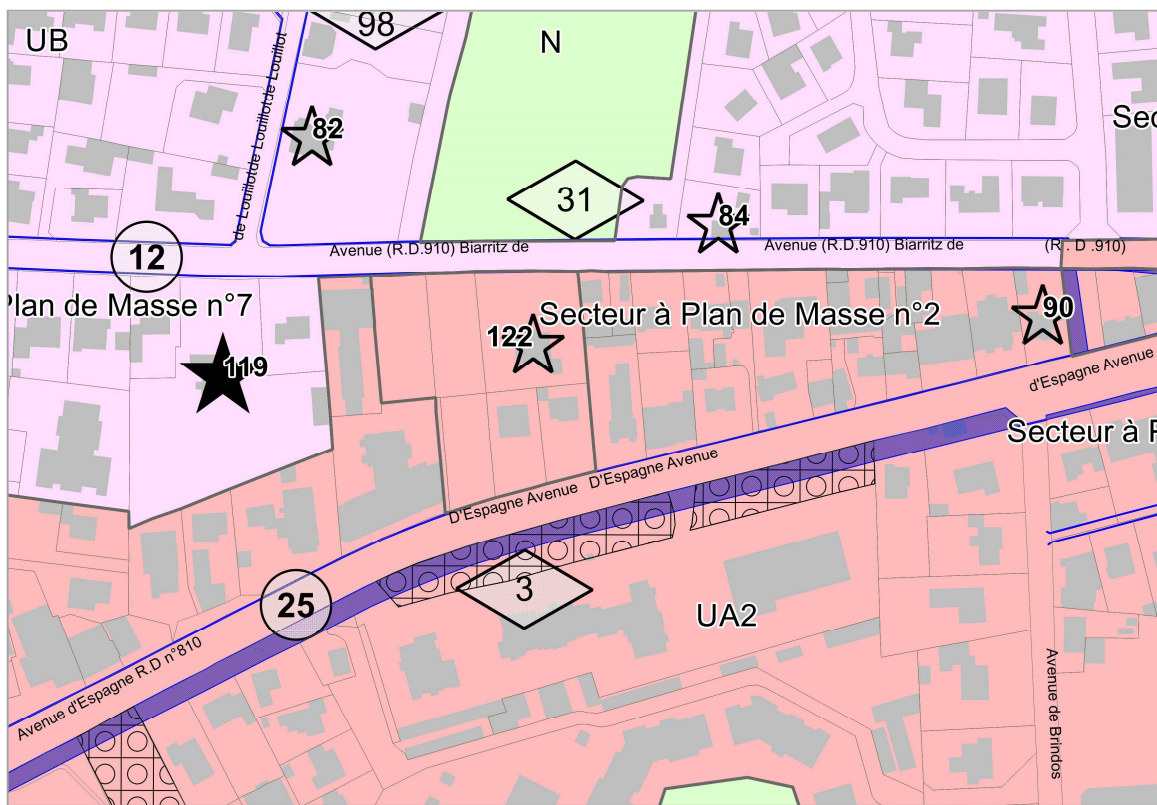 98
UB
N
de Louillotde Louillotde Louillot
82
Sec
31
84
Avenue (R.D.910) Biarritz de
Avenue (R.D.910) Biarritz de
(R . D .910)
12
Plan de Masse n°7
122
Secteur à Plan de Masse n°2
90
119
d'Espagne Avenue
Secteur à P
D'Espagne Avenue D'Espagne Avenue
3
25
UA2
Avenue d'Espagne R.D n°810
Avenue de Brindos